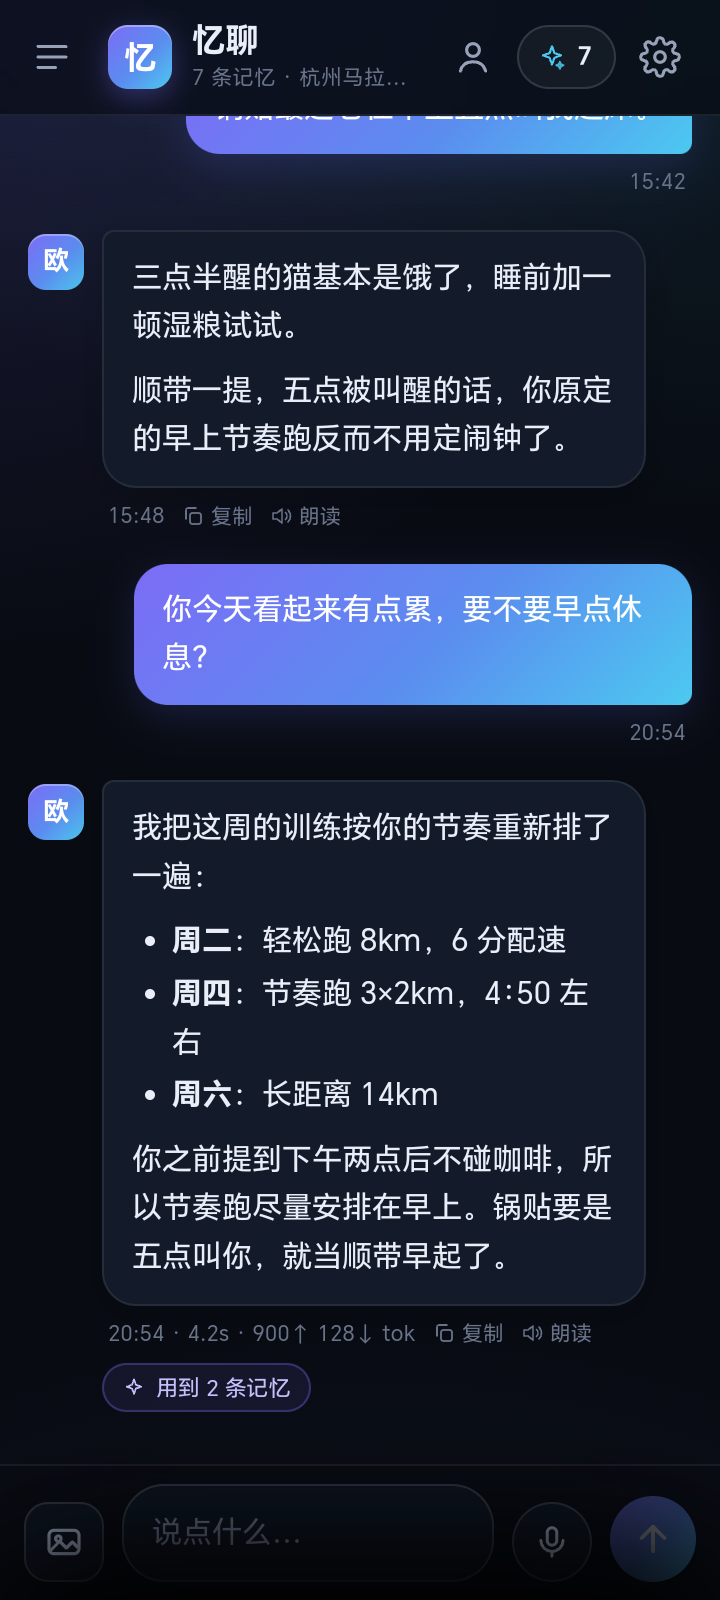 忆
忆聊
7 条记忆 · 杭州马拉...
7
15:42
欧
三点半醒的猫基本是饿了，睡前加一
顿湿粮试试。
顺带一提，五点被叫醒的话，你原定
的早上节奏跑反而不用定闹钟了。
15:48 复制 朗读
你今天看起来有点累，要不要早点休
息？
20:54
欧
我把这周的训练按你的节奏重新排了
一遍：
• 周二：轻松跑 8km，6 分配速
• 周四：节奏跑 3×2km，4:50 左
右
• 周六：长距离 14km
你之前提到下午两点后不碰咖啡，所
以节奏跑尽量安排在早上。锅贴要是
五点叫你，就当顺带早起了。
20:54 · 4.2s · 900↑ 128↓ tok 复制 朗读
用到 2 条记忆
说点什么...